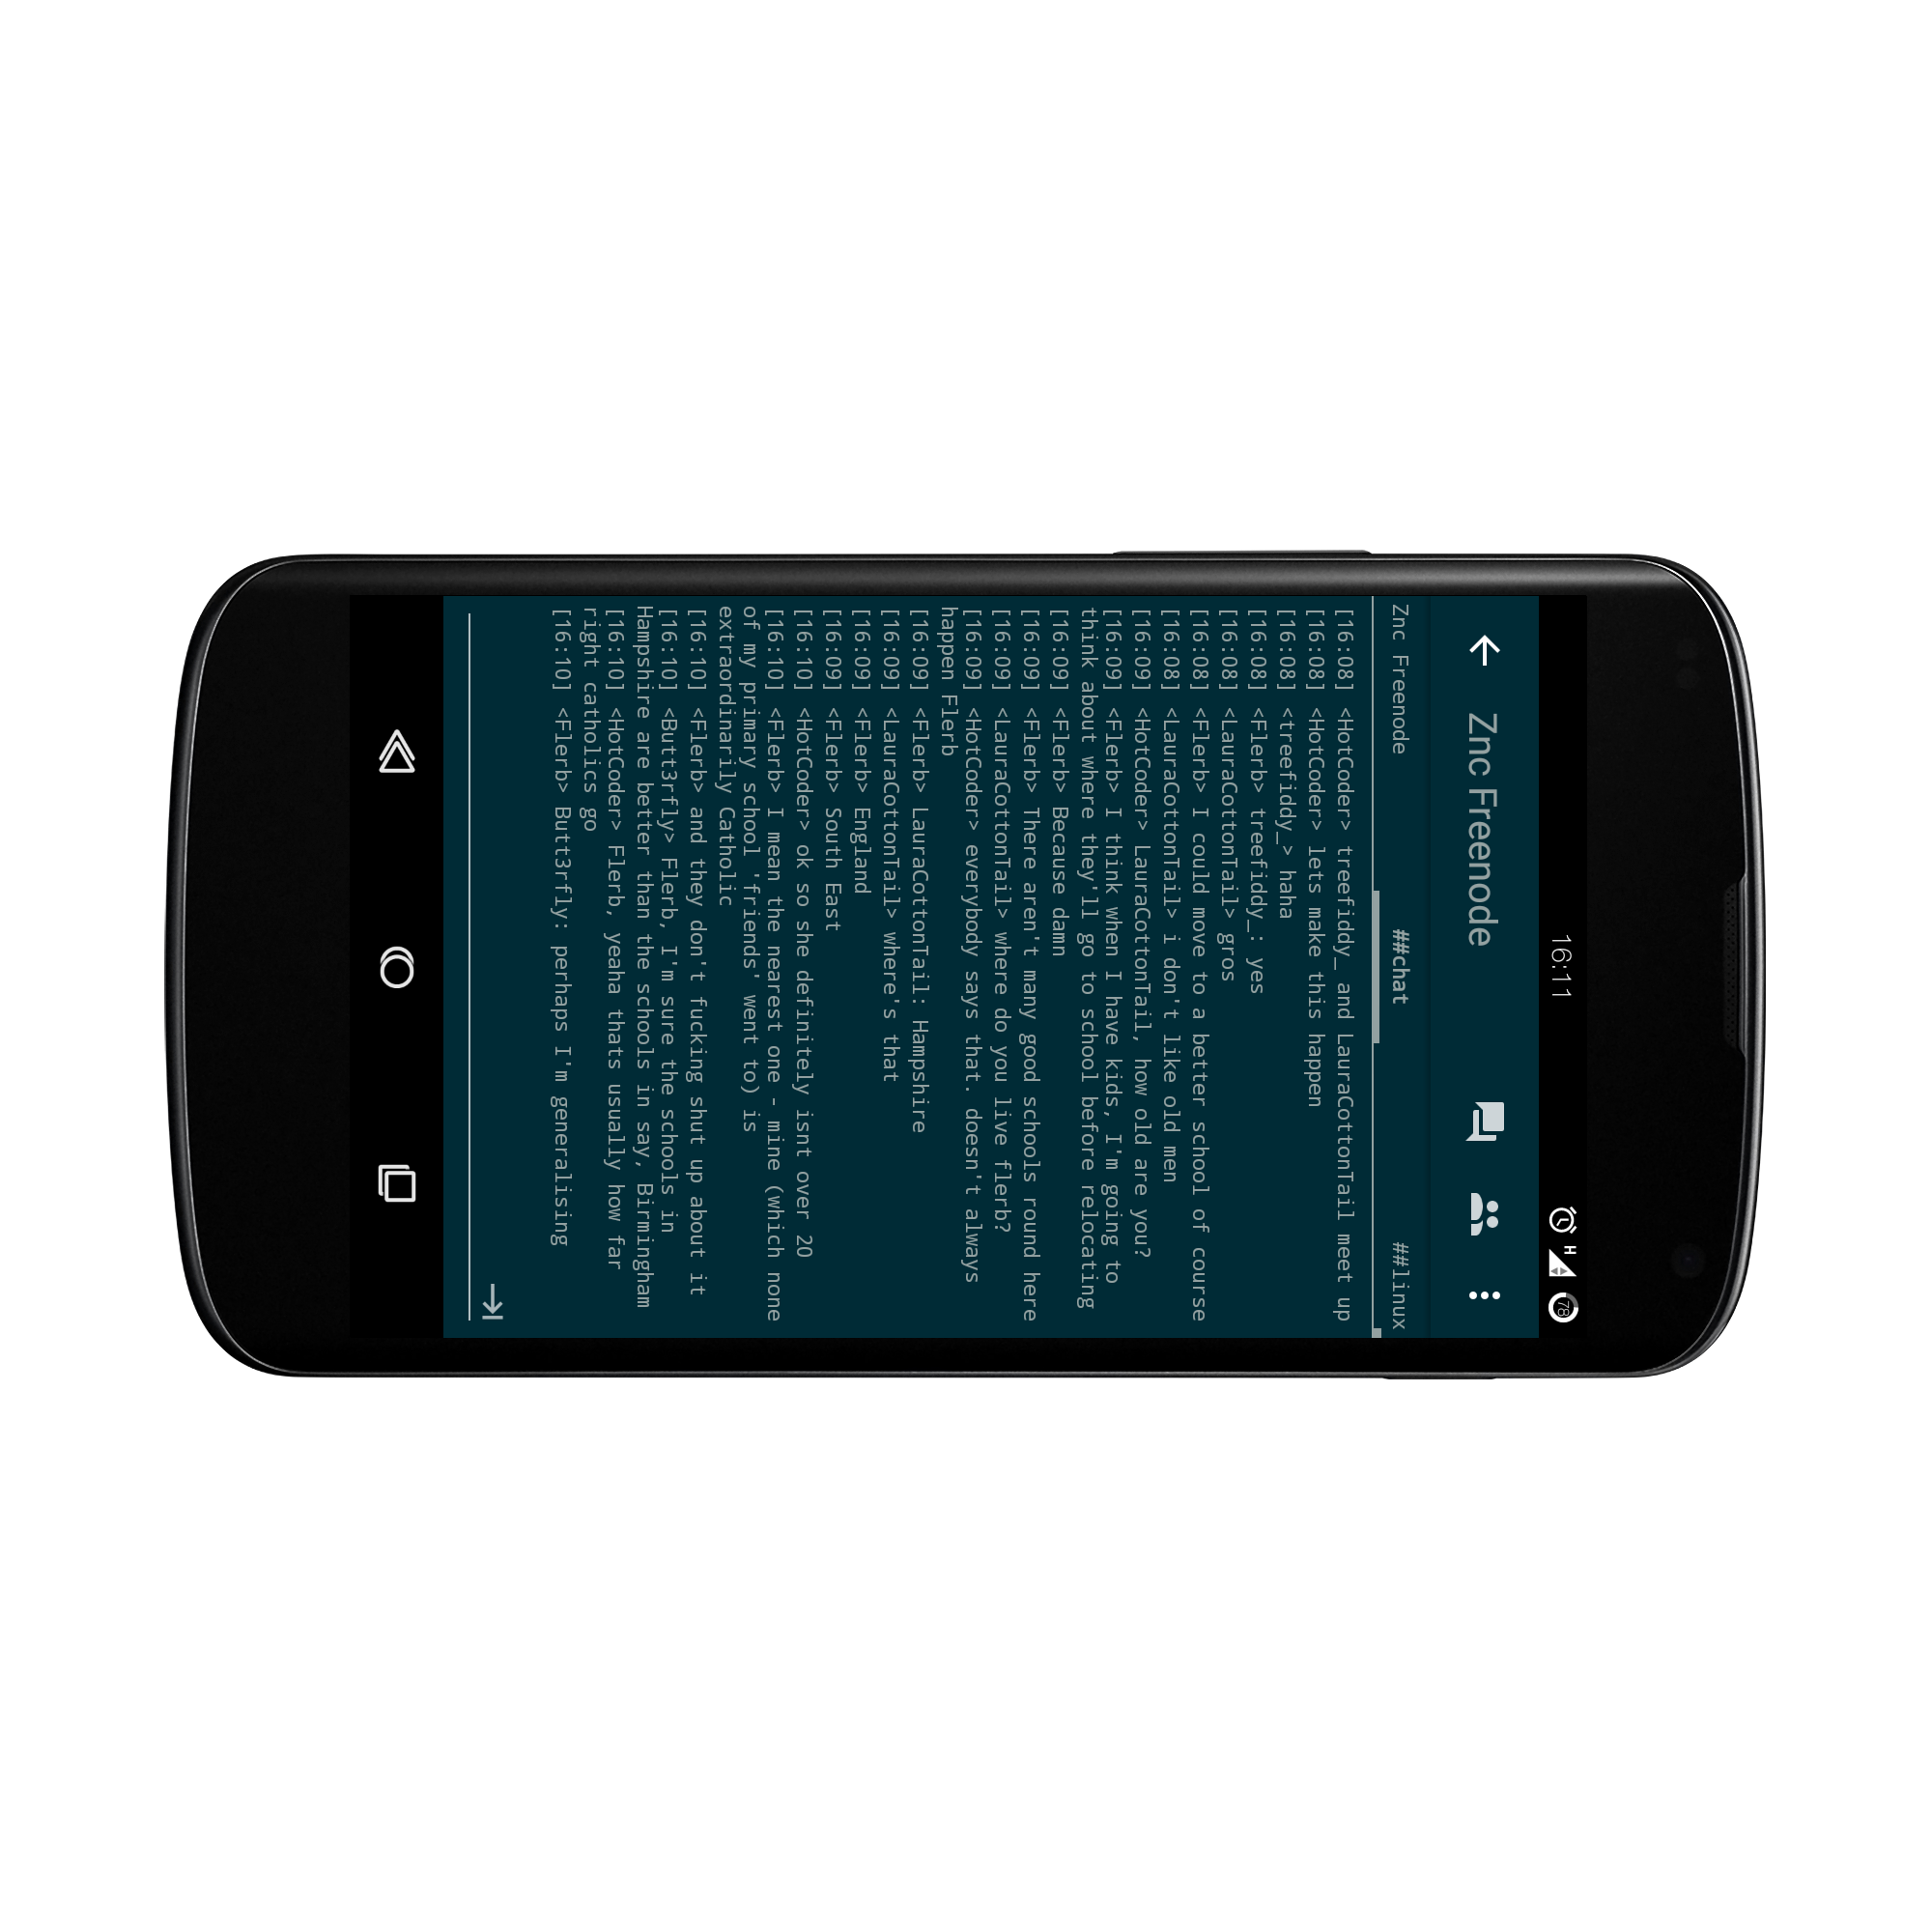 16:11
H
78
Znc Freenode
Znc Freenode ##chat ##linux
[16:08] <HotCoder> treefiddy_ and LauraCottonTail meet up
[16:08] <HotCoder> lets make this happen
[16:08] <treefiddy_> haha
[16:08] <Flerb> treefiddy_: yes
[16:08] <LauraCottonTail> gros
[16:08] <Flerb> I could move to a better school of course
[16:08] <LauraCottonTail> i don't like old men
[16:09] <HotCoder> LauraCottonTail, how old are you?
[16:09] <Flerb> I think when I have kids, I'm going to
think about where they'll go to school before relocating
[16:09] <Flerb> Because damn
[16:09] <Flerb> There aren't many good schools round here
[16:09] <LauraCottonTail> where do you live flerb?
[16:09] <HotCoder> everybody says that. doesn't always
happen Flerb
[16:09] <Flerb> LauraCottonTail: Hampshire
[16:09] <LauraCottonTail> where's that
[16:09] <Flerb> England
[16:09] <Flerb> South East
[16:10] <HotCoder> ok so she definitely isnt over 20
[16:10] <Flerb> I mean the nearest one - mine (which none
of my primary school 'friends' went to) is
extraordinarily Catholic
[16:10] <Flerb> and they don't fucking shut up about it
[16:10] <Butt3rfly> Flerb, I'm sure the schools in
Hampshire are better than the schools in say, Birmingham
[16:10] <HotCoder> Flerb, yeaha thats usually how far
right catholics go
[16:10] <Flerb> Butt3rfly: perhaps I'm generalising